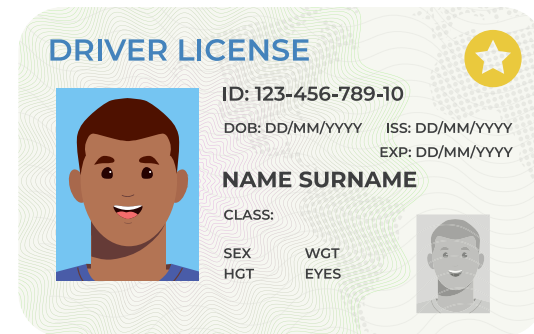 DRIVER LICENSE
ID: 123-456-789-10
DOB: DD/MM/YYYY ISS: DD/MM/YYYY
EXP: DD/MM/YYYY
NAME SURNAME
CLASS:
SEX WGT
HGT EYES